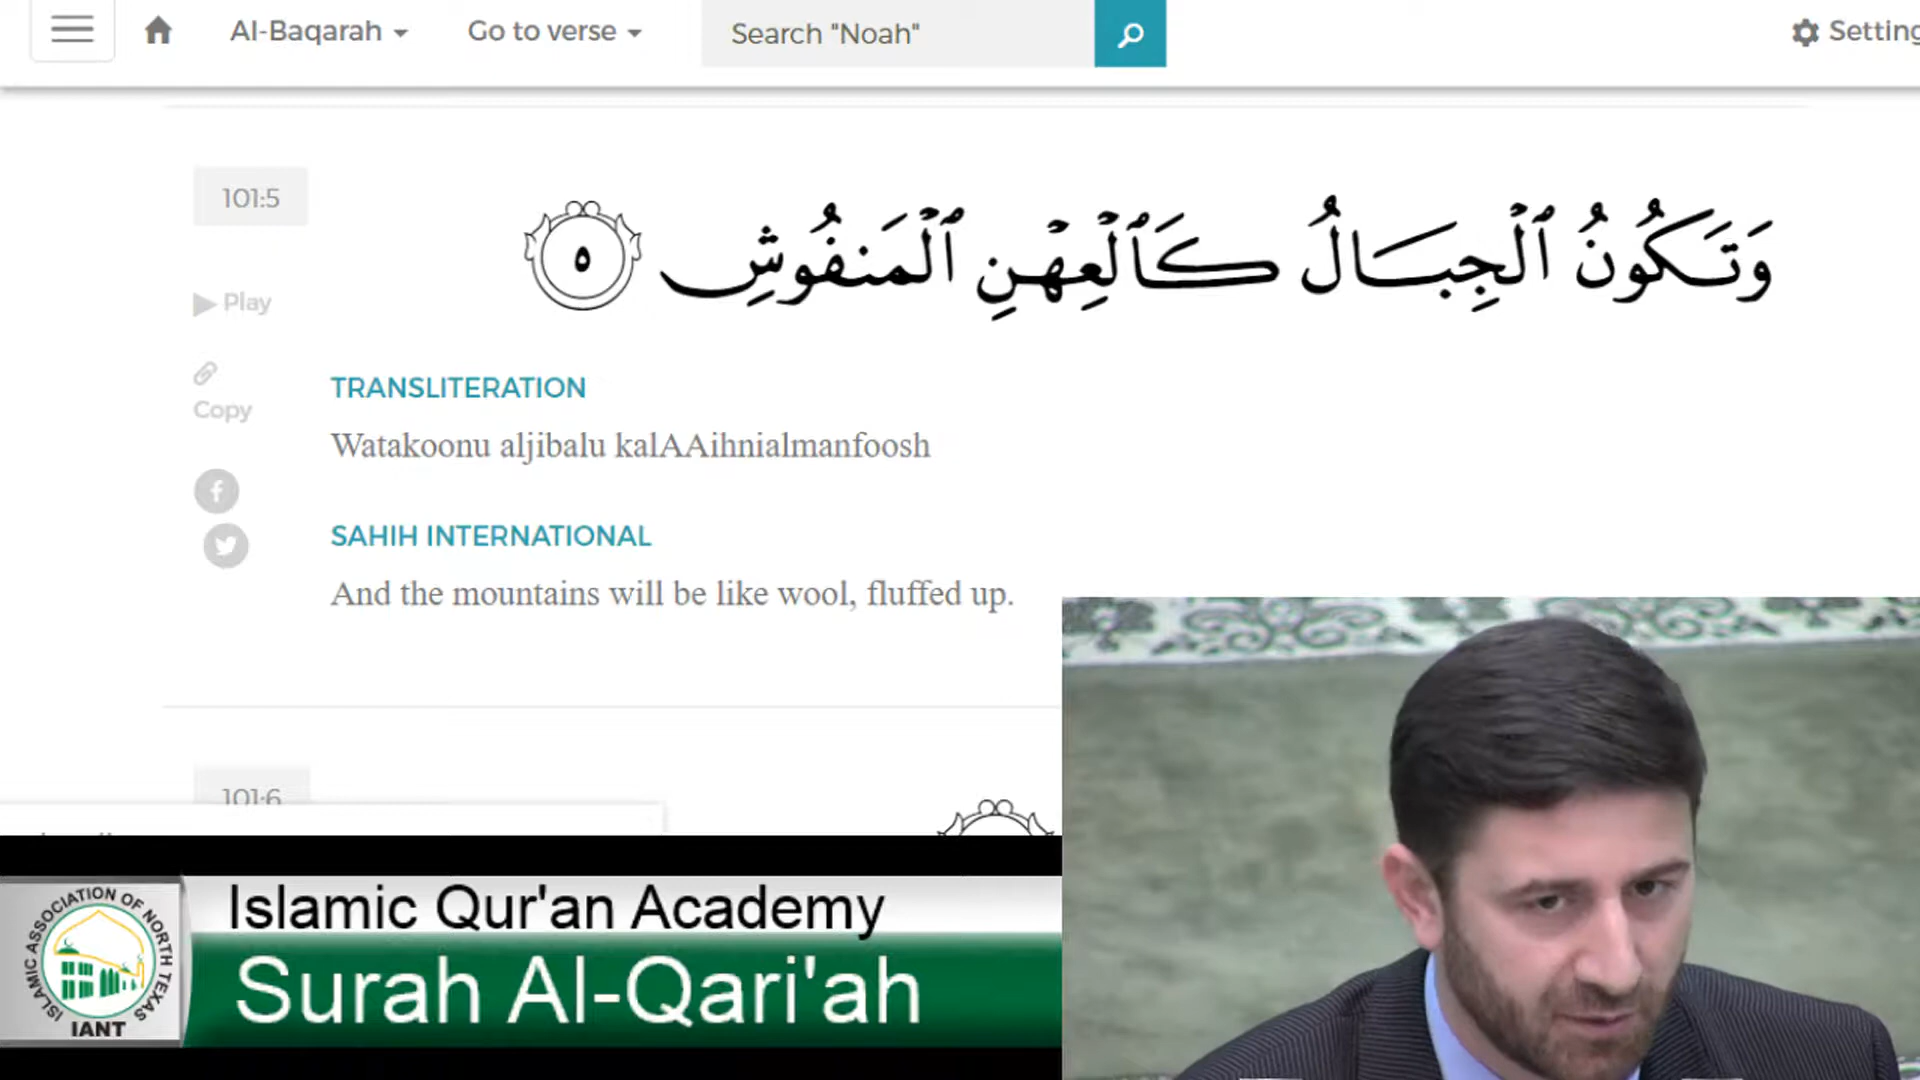 Al-Baqarah
Go to verse
Search "Noah"
Setting
101:5
وَتَكُونُ ٱلْجِبَالُ كَٱلْعِهْنِ ٱلْمَنفُوشِ ٥
Play
Copy
TRANSLITERATION
Watakoonu aljibalu kalAAihnialmanfoosh
SAHIH INTERNATIONAL
And the mountains will be like wool, fluffed up.
101:6
Islamic Qur'an Academy
Surah Al-Qari'ah
ISLAMIC ASSOCIATION OF NORTH TEXAS
IANT